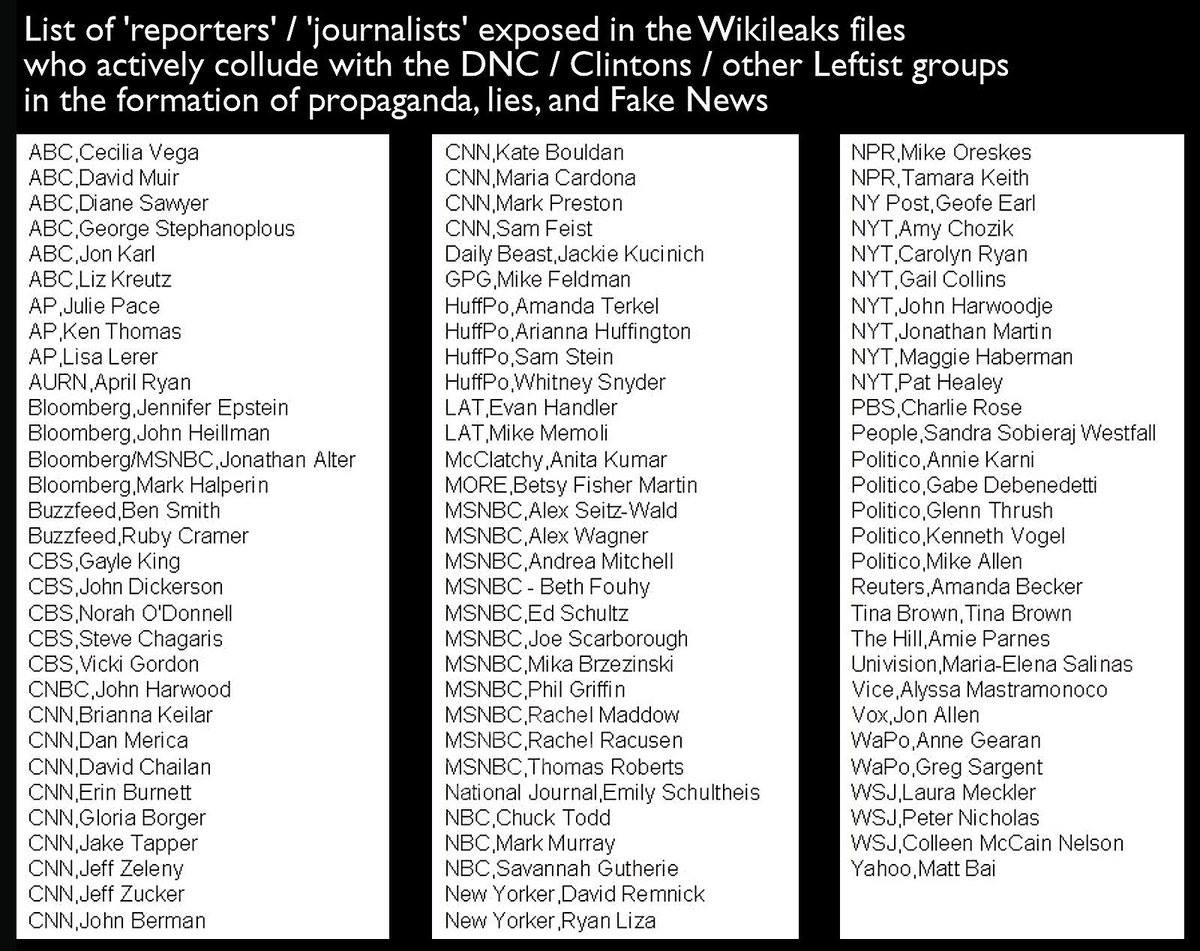 List of 'reporters' / 'journalists' exposed in the Wikileaks files
who actively collude with the DNC / Clintons / other Leftist groups
in the formation of propaganda, lies, and Fake News
ABC,Cecilia Vega
ABC,David Muir
ABC,Diane Sawyer
ABC,George Stephanoplous
ABC,Jon Karl
ABC,Liz Kreutz
AP,Julie Pace
AP,Ken Thomas
AP,Lisa Lerer
AURN,April Ryan
Bloomberg,Jennifer Epstein
Bloomberg,John Heillman
Bloomberg/MSNBC,Jonathan Alter
Bloomberg,Mark Halperin
Buzzfeed,Ben Smith
Buzzfeed,Ruby Cramer
CBS,Gayle King
CBS,John Dickerson
CBS,Norah O'Donnell
CBS,Steve Chagaris
CBS,Vicki Gordon
CNBC,John Harwood
CNN,Brianna Keilar
CNN,Dan Merica
CNN,David Chailan
CNN,Erin Burnett
CNN,Gloria Borger
CNN,Jake Tapper
CNN,Jeff Zeleny
CNN,Jeff Zucker
CNN,John Berman
CNN,Kate Bouldan
CNN,Maria Cardona
CNN,Mark Preston
CNN,Sam Feist
Daily Beast,Jackie Kucinich
GPG,Mike Feldman
HuffPo,Amanda Terkel
HuffPo,Arianna Huffington
HuffPo,Sam Stein
HuffPo,Whitney Snyder
LAT,Evan Handler
LAT,Mike Memoli
McClatchy,Anita Kumar
MORE,Betsy Fisher Martin
MSNBC,Alex Seitz-Wald
MSNBC,Alex Wagner
MSNBC,Andrea Mitchell
MSNBC - Beth Fouhy
MSNBC,Ed Schultz
MSNBC,Joe Scarborough
MSNBC,Mika Brzezinski
MSNBC,Phil Griffin
MSNBC,Rachel Maddow
MSNBC,Rachel Racusen
MSNBC,Thomas Roberts
National Journal,Emily Schultheis
NBC,Chuck Todd
NBC,Mark Murray
NBC,Savannah Gutherie
New Yorker,David Remnick
New Yorker,Ryan Liza
NPR,Mike Oreskes
NPR,Tamara Keith
NY Post,Geofe Earl
NYT,Amy Chozik
NYT,Carolyn Ryan
NYT,Gail Collins
NYT,John Harwoodje
NYT,Jonathan Martin
NYT,Maggie Haberman
NYT,Pat Healey
PBS,Charlie Rose
People,Sandra Sobieraj Westfall
Politico,Annie Karni
Politico,Gabe Debenedetti
Politico,Glenn Thrush
Politico,Kenneth Vogel
Politico,Mike Allen
Reuters,Amanda Becker
Tina Brown,Tina Brown
The Hill,Amie Parnes
Univision,Maria-Elena Salinas
Vice,Alyssa Mastramonoco
Vox,Jon Allen
WaPo,Anne Gearan
WaPo,Greg Sargent
WSJ,Laura Meckler
WSJ,Peter Nicholas
WSJ,Colleen McCain Nelson
Yahoo,Matt Bai